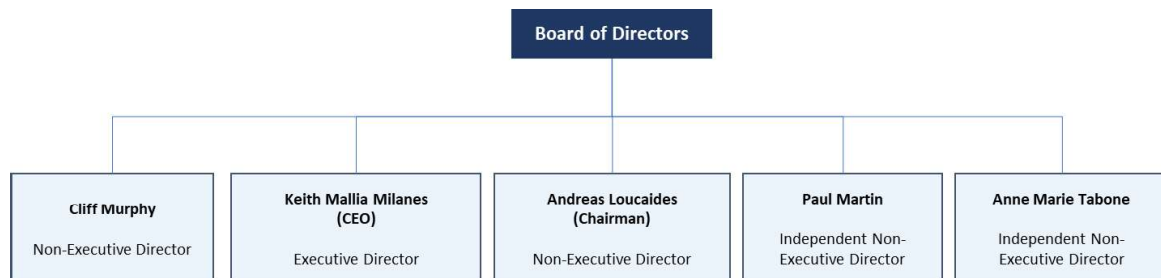 Board of Directors
Cliff Murphy
Non-Executive Director
Keith Mallia Milanes
(CEO)
Executive Director
Andreas Loucaides
(Chairman)
Non-Executive Director
Paul Martin
Independent Non-
Executive Director
Anne Marie Tabone
Independent Non-
Executive Director